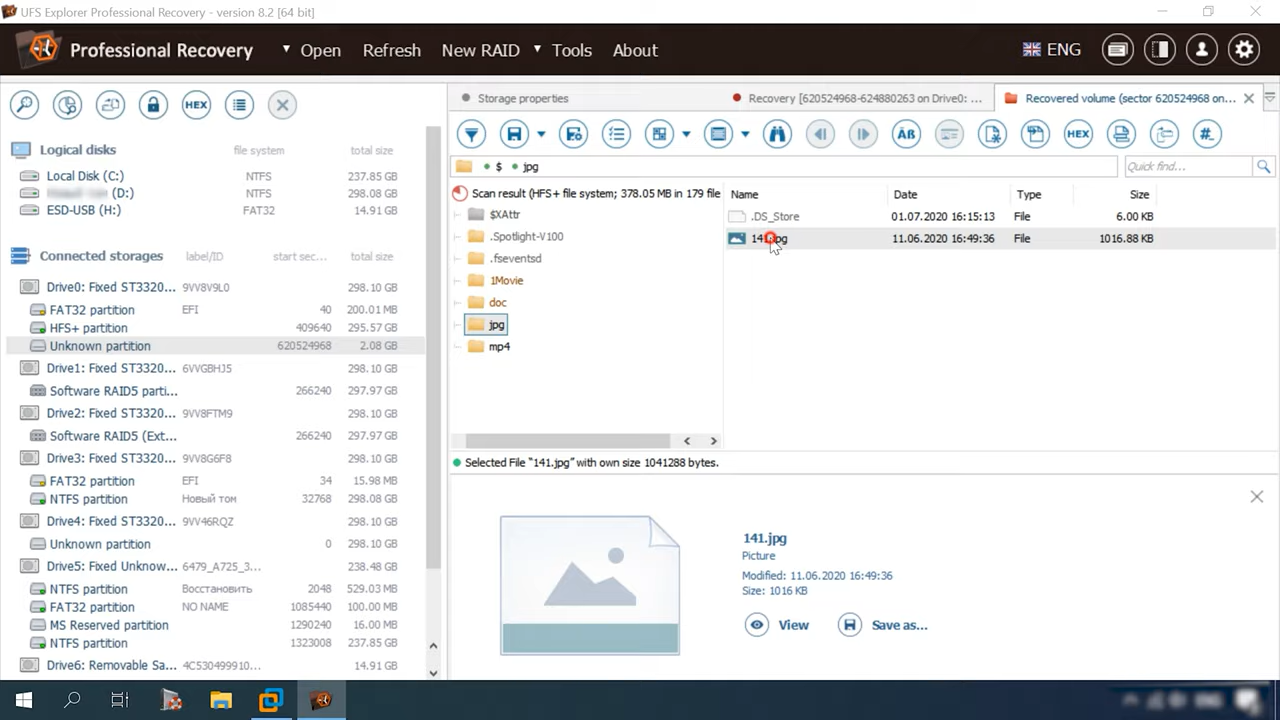 UFS Explorer Professional Recovery - version 8.2 [64 bit]
Professional Recovery
Open
Refresh
New RAID
Tools
About
ENG
HEX
Storage properties
Recovery [620524968-624880263 on Drive0: ...
Recovered volume (sector 620524968 on...
Logical disks file system total size
Local Disk (C:) NTFS 237.85 GB
(D:) NTFS 298.08 GB
ESD-USB (H:) FAT32 14.91 GB
Connected storages label/ID start sec... total size
Drive0: Fixed ST3320... 9VV8V9L0 298.10 GB
FAT32 partition EFI 40 200.01 MB
HFS+ partition 409640 295.57 GB
Unknown partition 620524968 2.08 GB
Drive1: Fixed ST3320... 6VVGBHJ5 298.10 GB
Software RAID5 parti... 266240 297.97 GB
Drive2: Fixed ST3320... 9VV8FTM9 298.10 GB
Software RAID5 (Ext... 266240 297.97 GB
Drive3: Fixed ST3320... 9VV8G6F8 298.10 GB
FAT32 partition EFI 34 15.98 MB
NTFS partition Новый том 32768 298.08 GB
Drive4: Fixed ST3320... 9VV46RQZ 298.10 GB
Unknown partition 0 298.10 GB
Drive5: Fixed Unknow... 6479_A725_3... 238.48 GB
NTFS partition Восстановить 2048 529.03 MB
FAT32 partition NO NAME 1085440 100.00 MB
MS Reserved partition 1290240 16.00 MB
NTFS partition 1323008 237.85 GB
Drive6: Removable Sa... 4C530499910... 14.91 GB
Aß
HEX
$ jpg
Quick find...
Scan result (HFS+ file system; 378.05 MB in 179 file
$XAttr
.Spotlight-V100
.fseventsd
1Movie
doc
jpg
mp4
Name Date Type Size
.DS_Store 01.07.2020 16:15:13 File 6.00 KB
141.jpg 11.06.2020 16:49:36 File 1016.88 KB
Selected File "141.jpg" with own size 1041288 bytes.
141.jpg
Picture
Modified: 11.06.2020 16:49:36
Size: 1016 KB
View
Save as...